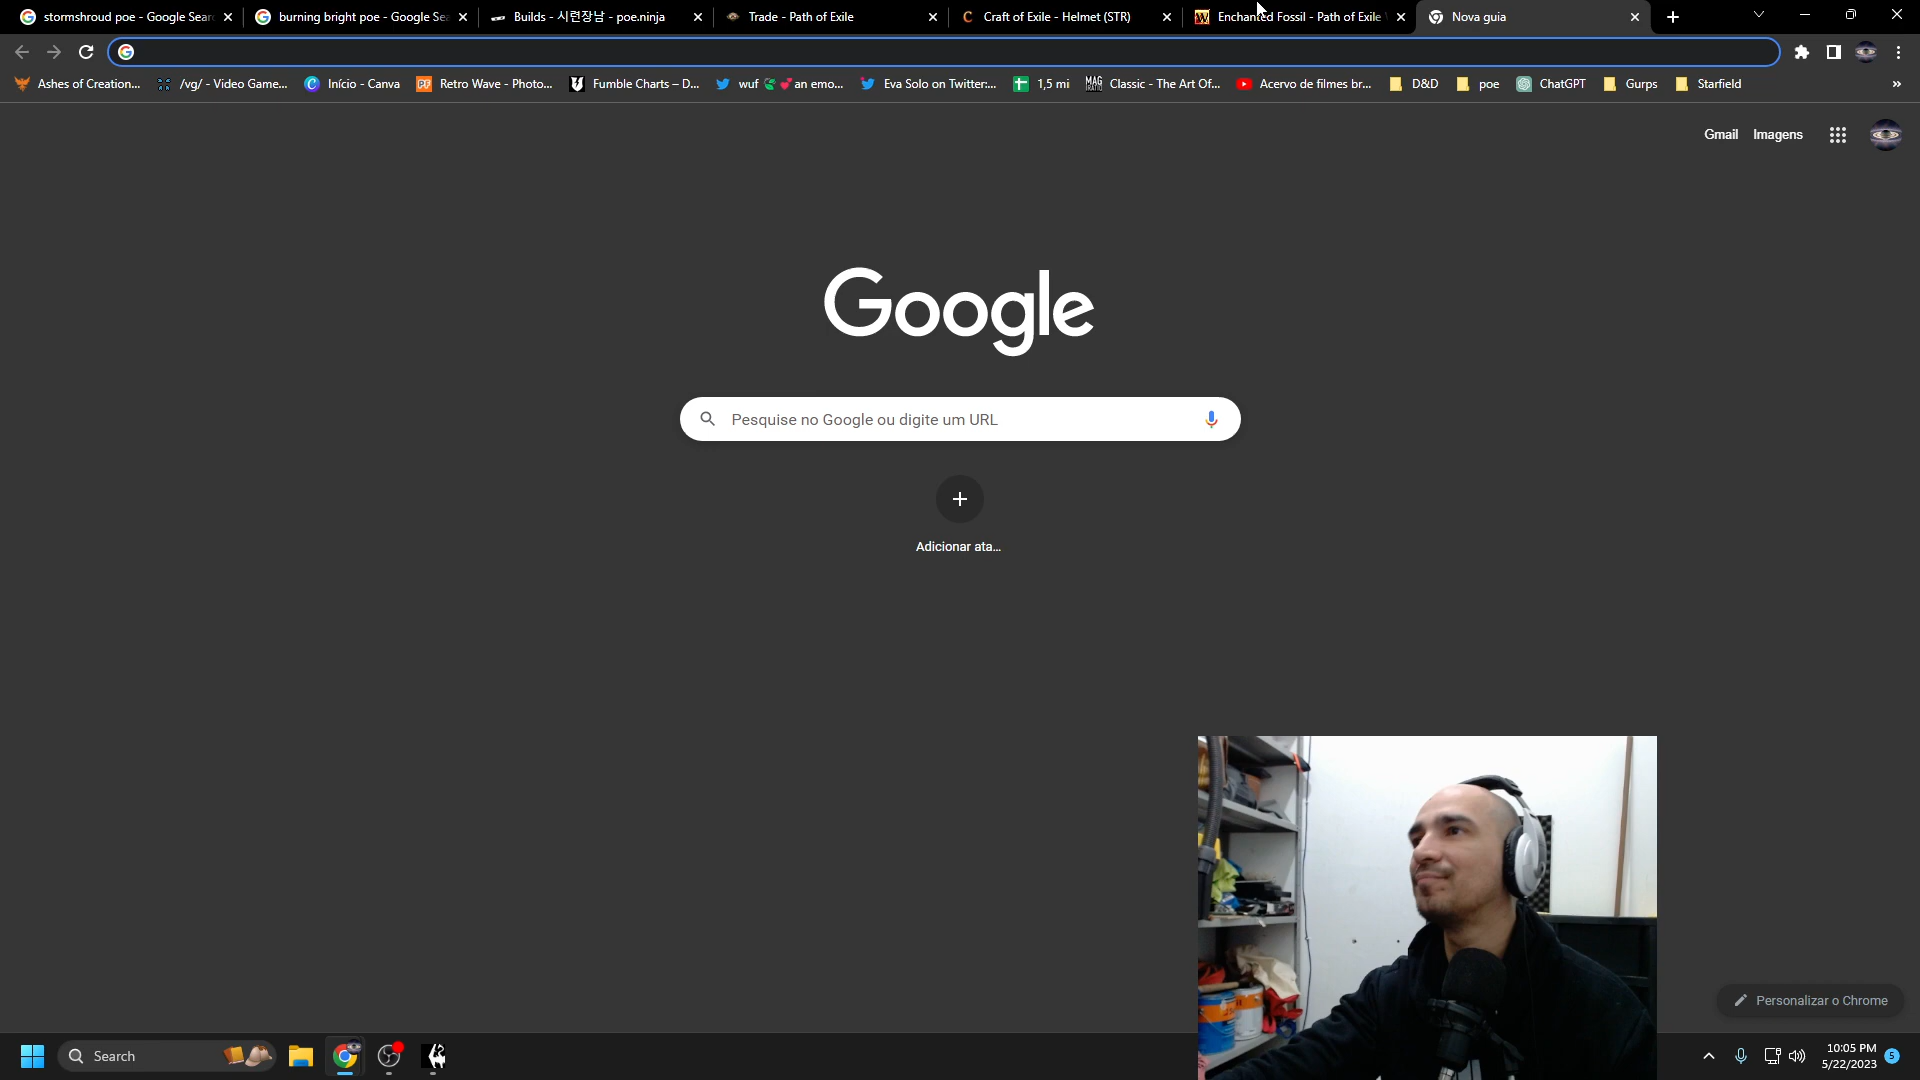 stormshroud poe - Google Sear
burning bright poe - Google Se
Builds - 시련장남 - poe.ninja
Trade - Path of Exile
Craft of Exile - Helmet (STR)
Enchanted Fossil - Path of Exile
Nova guia
Ashes of Creation...
/vg/ - Video Game...
Início - Canva
Retro Wave - Photo...
Fumble Charts – D...
wuf 🐉💕an emo...
Eva Solo on Twitter:...
1,5 mi
Classic - The Art Of...
Acervo de filmes br...
D&D
poe
ChatGPT
Gurps
Starfield
»
Gmail
Imagens
Google
Pesquise no Google ou digite um URL
Adicionar ata...
Personalizar o Chrome
Search
10:05 PM
5/22/2023
5